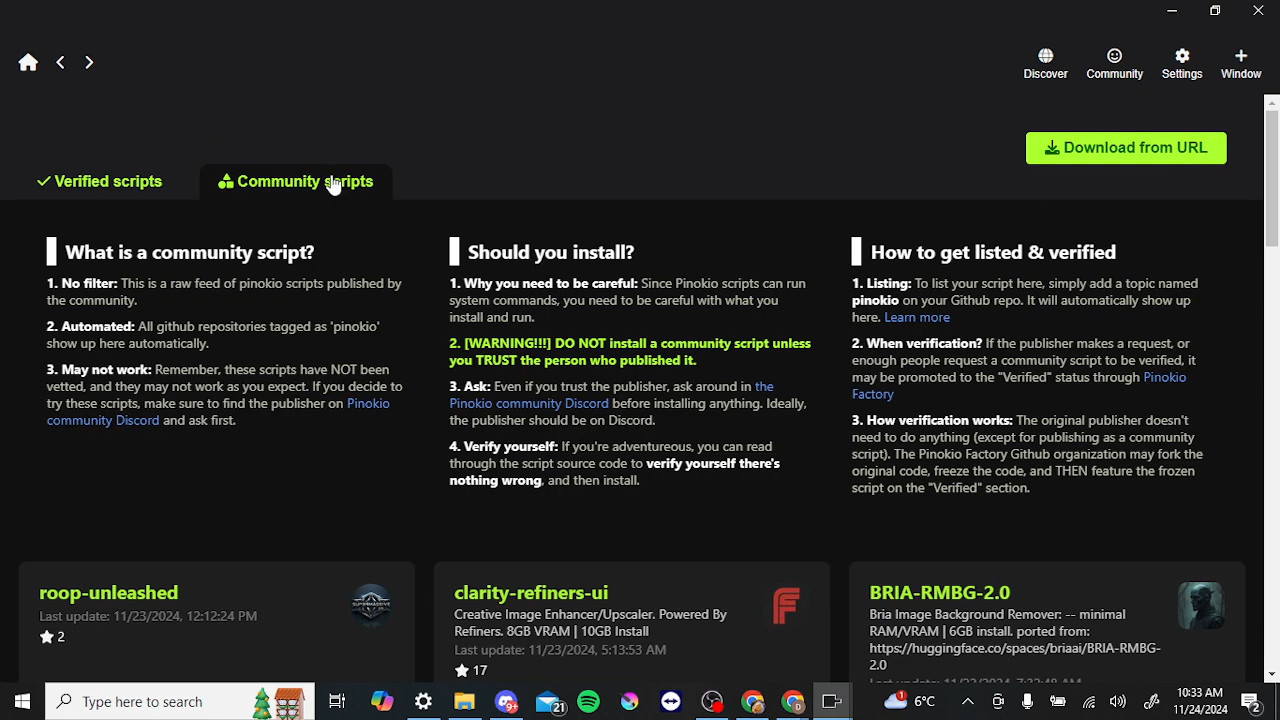 Discover Community Settings Window
Download from URL
Verified scripts Community scripts
What is a community script?
1. No filter: This is a raw feed of pinokio scripts published by
the community.
2. Automated: All github repositories tagged as 'pinokio'
show up here automatically.
3. May not work: Remember, these scripts have NOT been
vetted, and they may not work as you expect. If you decide to
try these scripts, make sure to find the publisher on Pinokio
community Discord and ask first.
Should you install?
1. Why you need to be careful: Since Pinokio scripts can run
system commands, you need to be careful with what you
install and run.
2. [WARNING!!!] DO NOT install a community script unless
you TRUST the person who published it.
3. Ask: Even if you trust the publisher, ask around in the
Pinokio community Discord before installing anything. Ideally,
the publisher should be on Discord.
4. Verify yourself: If you're adventureous, you can read
through the script source code to verify yourself there's
nothing wrong, and then install.
How to get listed & verified
1. Listing: To list your script here, simply add a topic named
pinokio on your Github repo. It will automatically show up
here. Learn more
2. When verification? If the publisher makes a request, or
enough people request a community script to be verified, it
may be promoted to the "Verified" status through Pinokio
Factory
3. How verification works: The original publisher doesn't
need to do anything (except for publishing as a community
script). The Pinokio Factory Github organization may fork the
original code, freeze the code, and THEN feature the frozen
script on the "Verified" section.
roop-unleashed
Last update: 11/23/2024, 12:12:24 PM
2
clarity-refiners-ui
Creative Image Enhancer/Upscaler. Powered By
Refiners. 8GB VRAM | 10GB Install
Last update: 11/23/2024, 5:13:53 AM
17
BRIA-RMBG-2.0
Bria Image Background Remover: -- minimal
RAM/VRAM | 6GB install. ported from:
https://huggingface.co/spaces/briaai/BRIA-RMBG-
2.0
Last update: 11/22/2024, 7:32:48 AM
Type here to search
9+
21
1
6°C
10:33 AM
11/24/2024
2